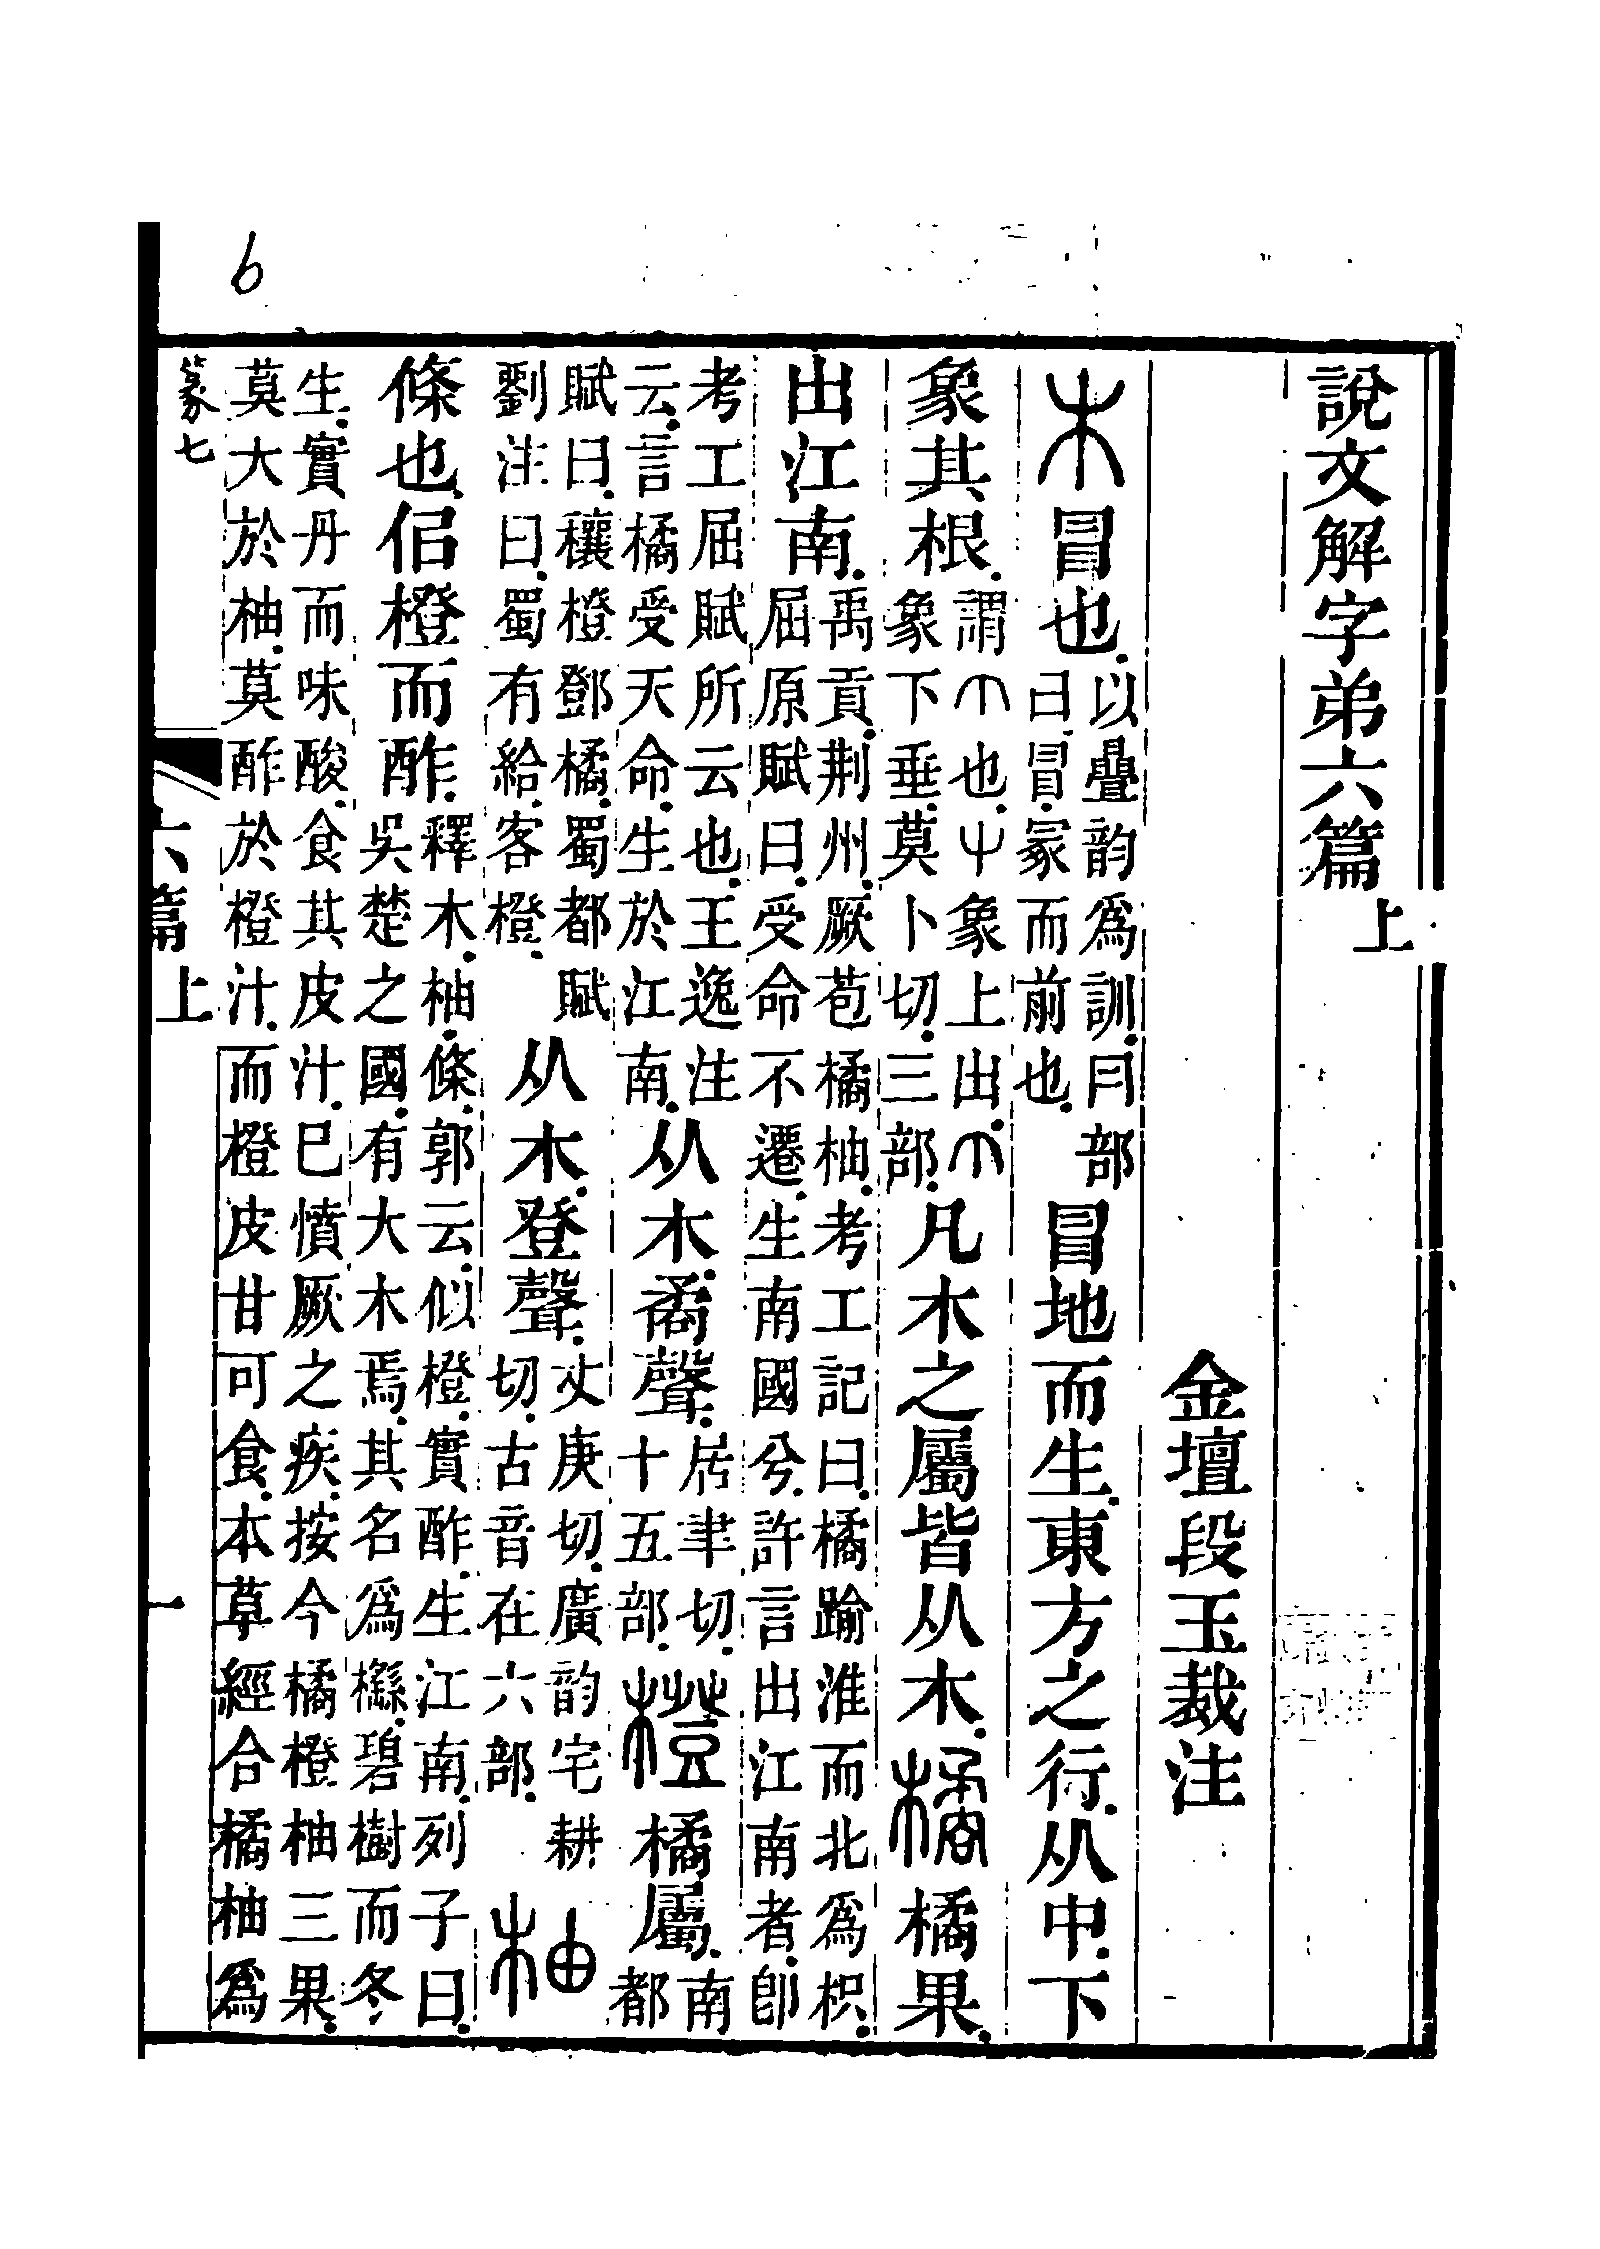 6
說文解字弟六篇上
金壇段玉裁注
木冒也.以疊韵爲訓.冃部曰.冒.冡而前也.冒地而生.東方之行.从屮.下
象其根.謂𠆢也.屮象上出.𠆢象下垂.莫卜切.三部.凡木之屬皆从木.橘橘果.
出江南.禹貢.荆州.厥苞橘柚.考工記曰.橘踰淮而北爲枳.屈原賦曰.受命不遷.生南國兮.許言出江南者.卽
考工屈賦所云也.王逸注云.言橘受天命.生於江南.从木.矞聲.居聿切.十五部.橙橘屬.南都
賦曰.穰橙鄧橘.蜀都賦劉注曰.蜀有給客橙.从木.登聲.丈庚切.廣韵宅耕切.古音在六部.柚
條也.佀橙而酢.釋木.柚.條.郭云.似橙.實酢.生江南.列子曰.吳楚之國.有大木焉.其名爲櫾.碧樹而冬
生.實丹而味酸.食其皮汁.已憤厥之疾.按今橘橙柚三果.莫大於柚.莫酢於橙汁.而橙皮甘可食.本草經合橘柚爲
篆七
六篇上
一